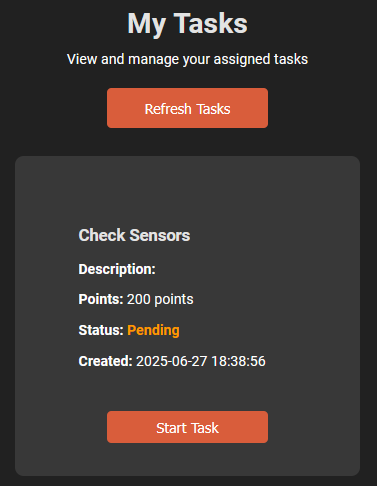 My Tasks
View and manage your assigned tasks
Refresh Tasks
Check Sensors
Description:
Points: 200 points
Status: Pending
Created: 2025-06-27 18:38:56
Start Task